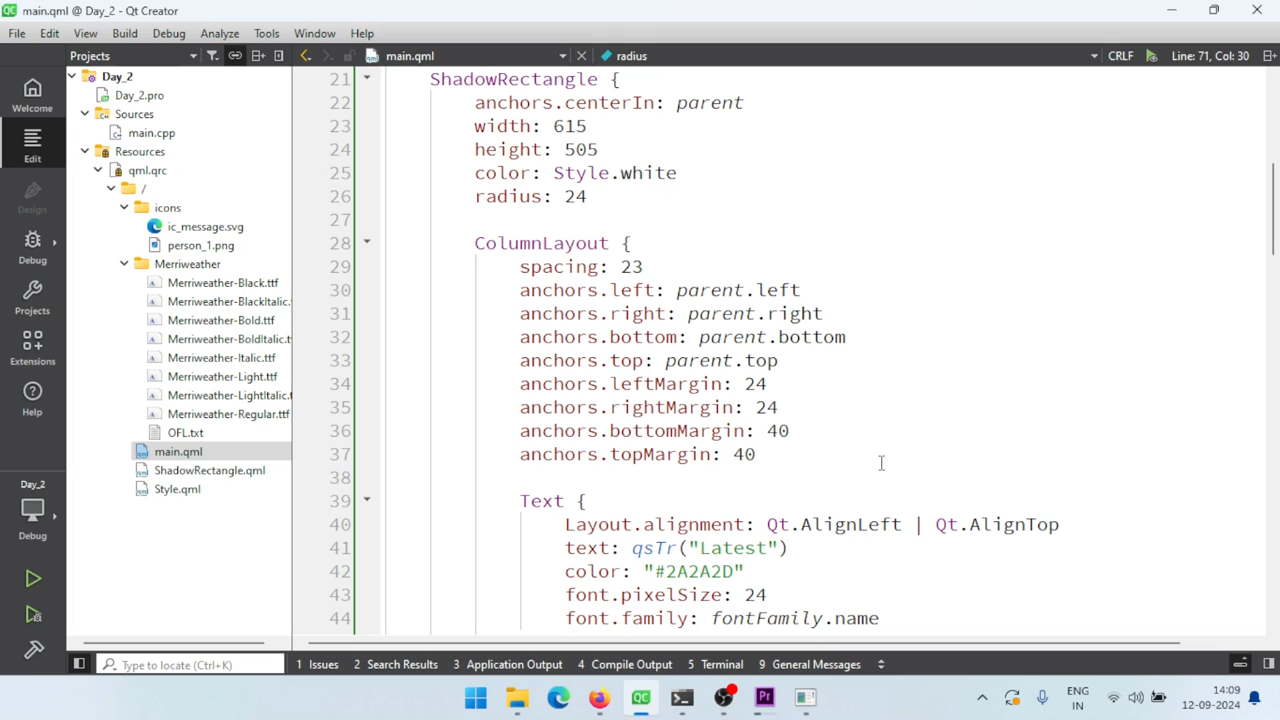 main.qml @ Day_2 - Qt Creator
File Edit View Build Debug Analyze Tools Window Help
Projects main.qml radius CRLF Line: 71, Col: 30
Welcome
Edit
Design
Debug
Projects
Extensions
Help
Day_2
Debug
Day_2
Day_2.pro
Sources
main.cpp
Resources
qml.qrc
/
icons
ic_message.svg
person_1.png
Merriweather
Merriweather-Black.ttf
Merriweather-BlackItalic.
Merriweather-Bold.ttf
Merriweather-BoldItalic.t
Merriweather-Italic.ttf
Merriweather-Light.ttf
Merriweather-LightItalic.
Merriweather-Regular.ttf
OFL.txt
main.qml
ShadowRectangle.qml
Style.qml
21 ShadowRectangle {
22 anchors.centerIn: parent
23 width: 615
24 height: 505
25 color: Style.white
26 radius: 24
27
28 ColumnLayout {
29 spacing: 23
30 anchors.left: parent.left
31 anchors.right: parent.right
32 anchors.bottom: parent.bottom
33 anchors.top: parent.top
34 anchors.leftMargin: 24
35 anchors.rightMargin: 24
36 anchors.bottomMargin: 40
37 anchors.topMargin: 40
38
39 Text {
40 Layout.alignment: Qt.AlignLeft | Qt.AlignTop
41 text: qsTr("Latest")
42 color: "#2A2A2D"
43 font.pixelSize: 24
44 font.family: fontFamily.name
Type to locate (Ctrl+K) 1 Issues 2 Search Results 3 Application Output 4 Compile Output 5 Terminal 9 General Messages
ENG
IN
14:09
12-09-2024